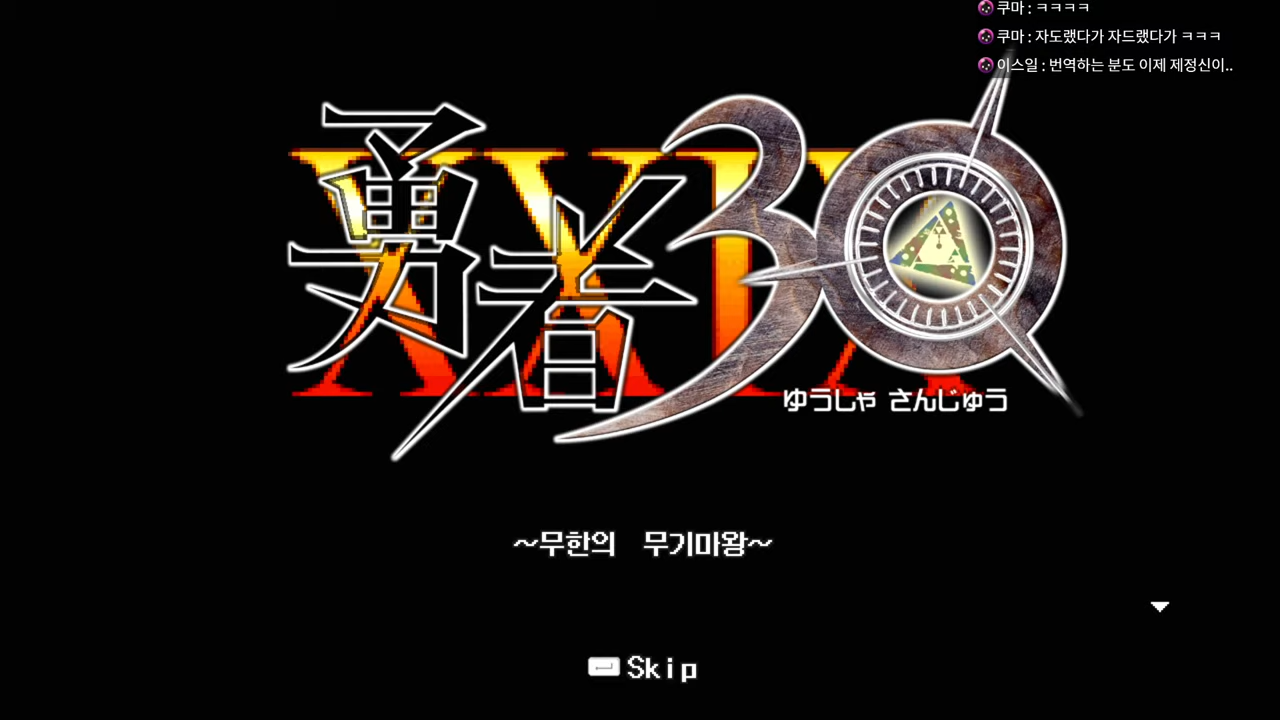 쿠마 : ㅋㅋㅋㅋ
쿠마 : 자도랬다가 자드랬다가 ㅋㅋㅋ
이스일 : 번역하는 분도 이제 제정신이..
XXIX
勇者30
ゆうしゃ さんじゅう
～무한의 무기마왕～
Skip